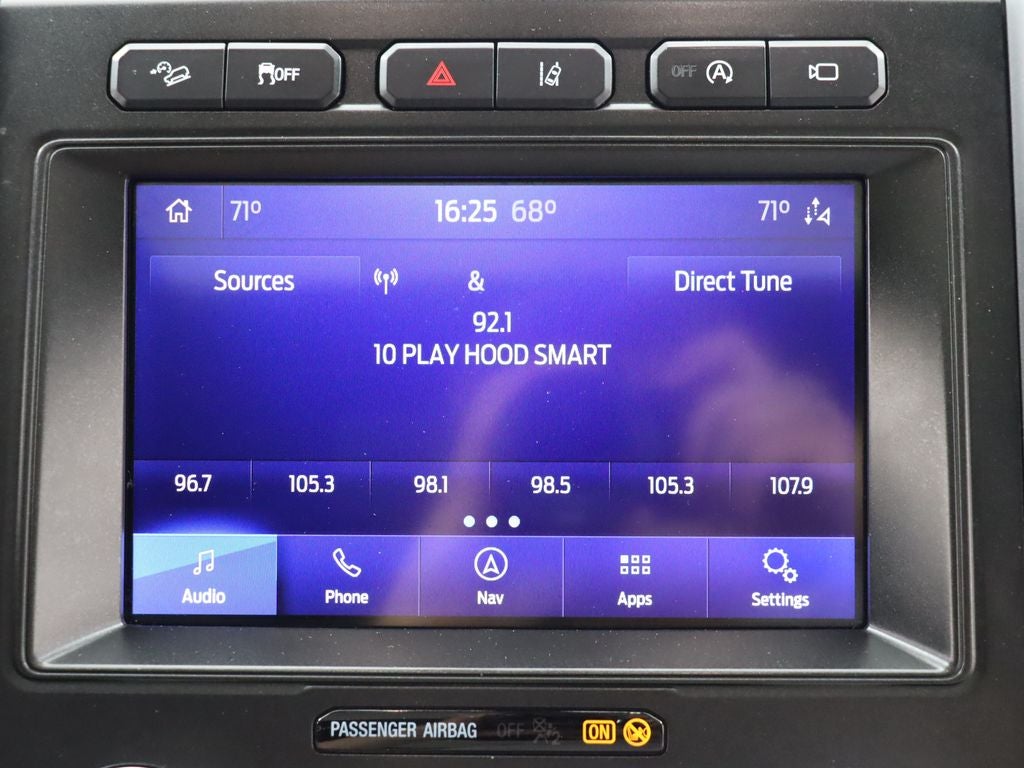 OFF OFF
71° 16:25 68° 71°
Sources & Direct Tune
92.1
10 PLAY HOOD SMART
96.7 105.3 98.1 98.5 105.3 107.9
Audio Phone Nav Apps Settings
PASSENGER AIRBAG OFF ON